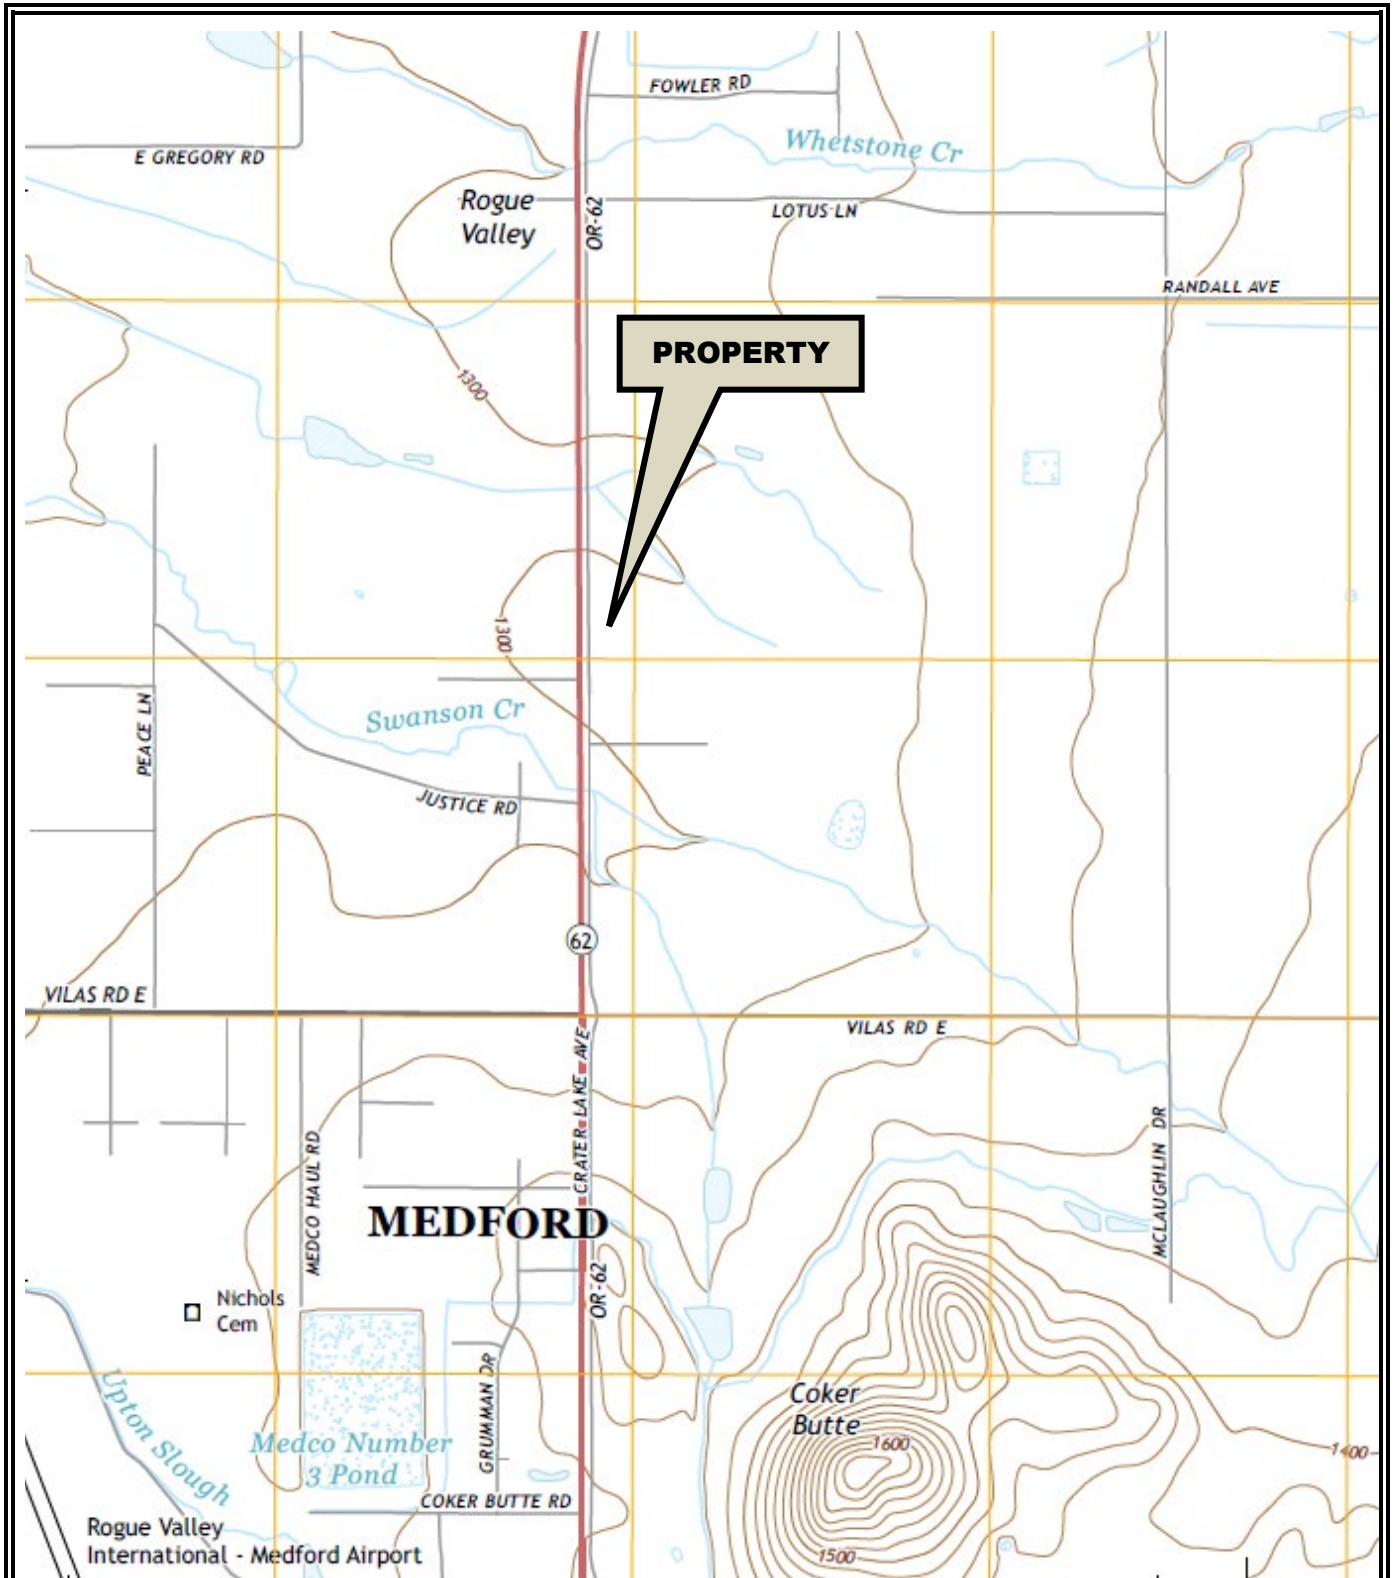 FOWLER RD
Whetstone Cr
E GREGORY RD
Rogue
Valley
OR-62
LOTUS LN
RANDALL AVE
PROPERTY
1300
1300
PEACE LN
Swanson Cr
JUSTICE RD
62
VILAS RD E
VILAS RD E
CRATER LAKE AVE
MEDCO HAUL RD
MCLAUGHLIN DR
MEDFORD
OR-62
Nichols
Cem
Upton Slough
GRUMMAN DR
Coker
Butte
Medco Number
3 Pond
1600
1400
COKER BUTTE RD
Rogue Valley
International - Medford Airport
1500